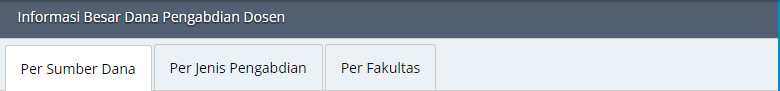 Informasi Besar Dana Pengabdian Dosen
Per Sumber Dana Per Jenis Pengabdian Per Fakultas